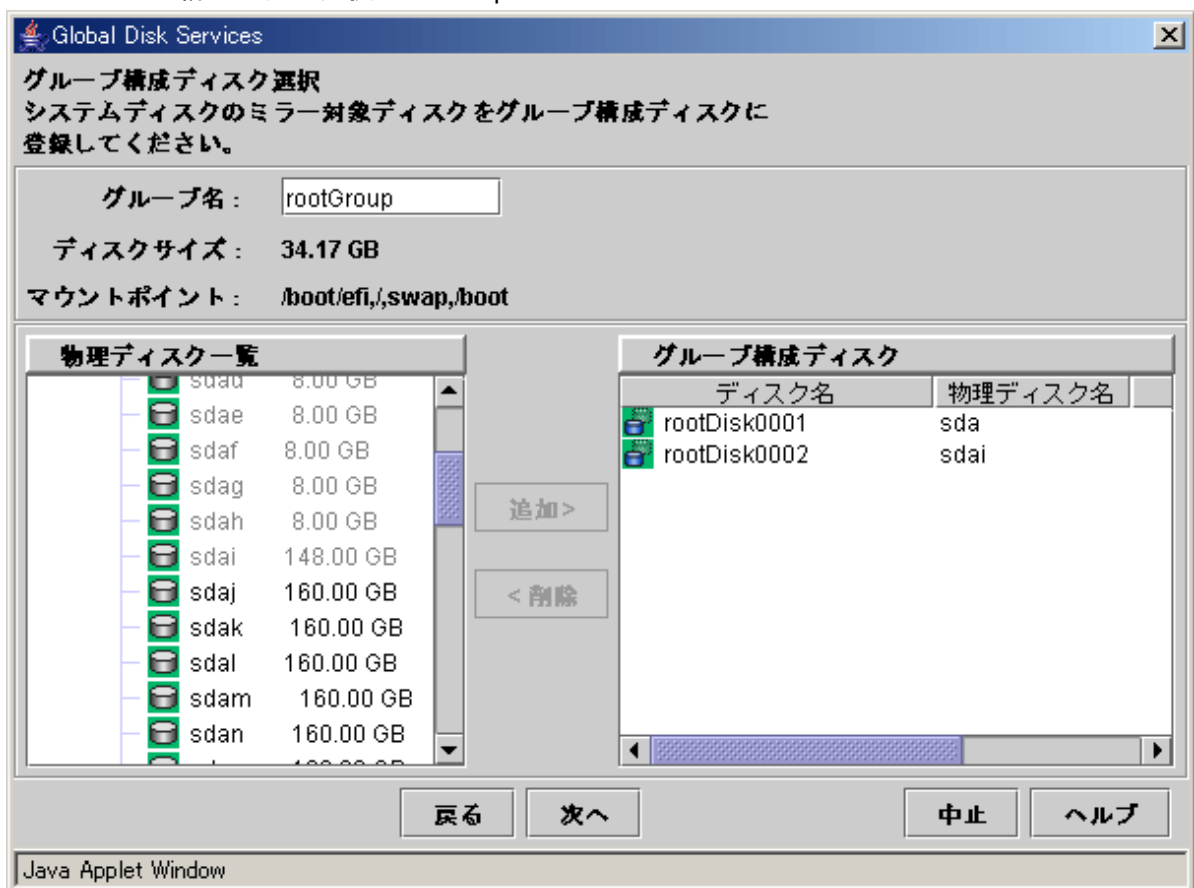 Global Disk Services
グループ構成ディスク選択
システムディスクのミラー対象ディスクをグループ構成ディスクに
登録してください。
グループ名: rootGroup
ディスクサイズ: 34.17 GB
マウントポイント: /boot/efi,/,swap,/boot
物理ディスク一覧
sdad 8.00 GB
sdae 8.00 GB
sdaf 8.00 GB
sdag 8.00 GB
sdah 8.00 GB
sdai 148.00 GB
sdaj 160.00 GB
sdak 160.00 GB
sdal 160.00 GB
sdam 160.00 GB
sdan 160.00 GB
追加>
<削除
グループ構成ディスク
ディスク名 物理ディスク名
rootDisk0001 sda
rootDisk0002 sdai
戻る 次へ 中止 ヘルプ
Java Applet Window